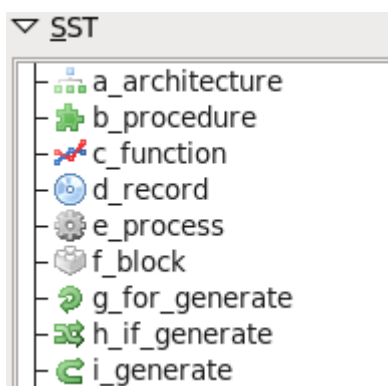 SST
a_architecture
b_procedure
c_function
d_record
e_process
f_block
g_for_generate
h_if_generate
i_generate